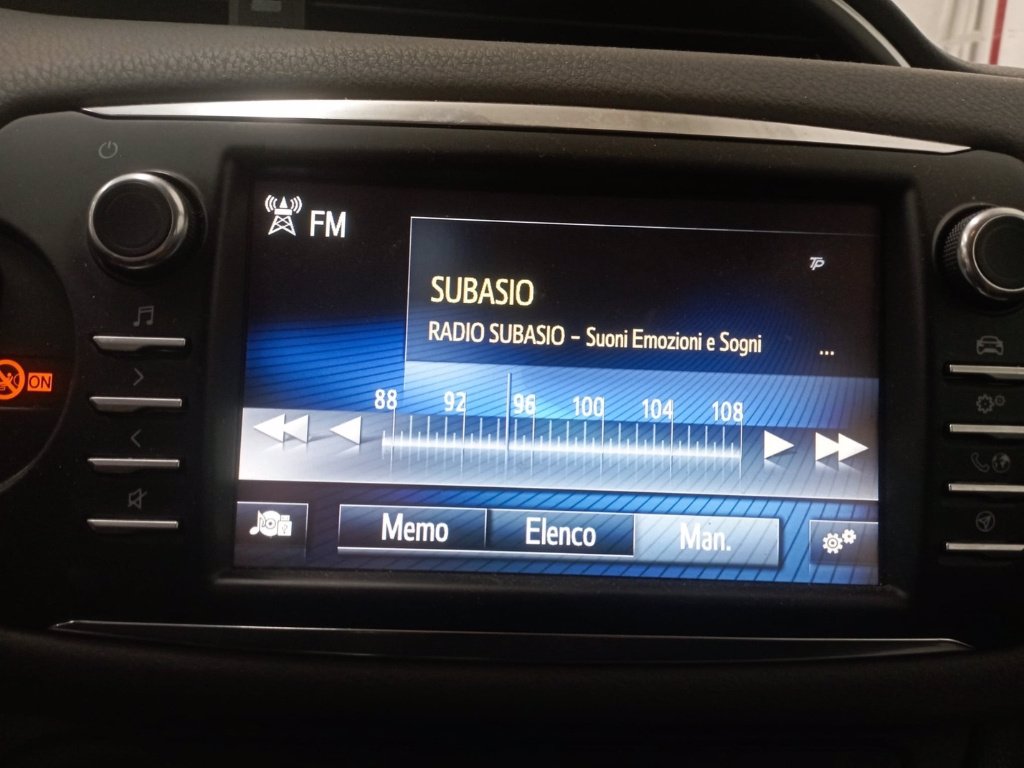 FM
TP
SUBASIO
RADIO SUBASIO – Suoni Emozioni e Sogni
...
88 92 96 100 104 108
ON
Memo Elenco Man.